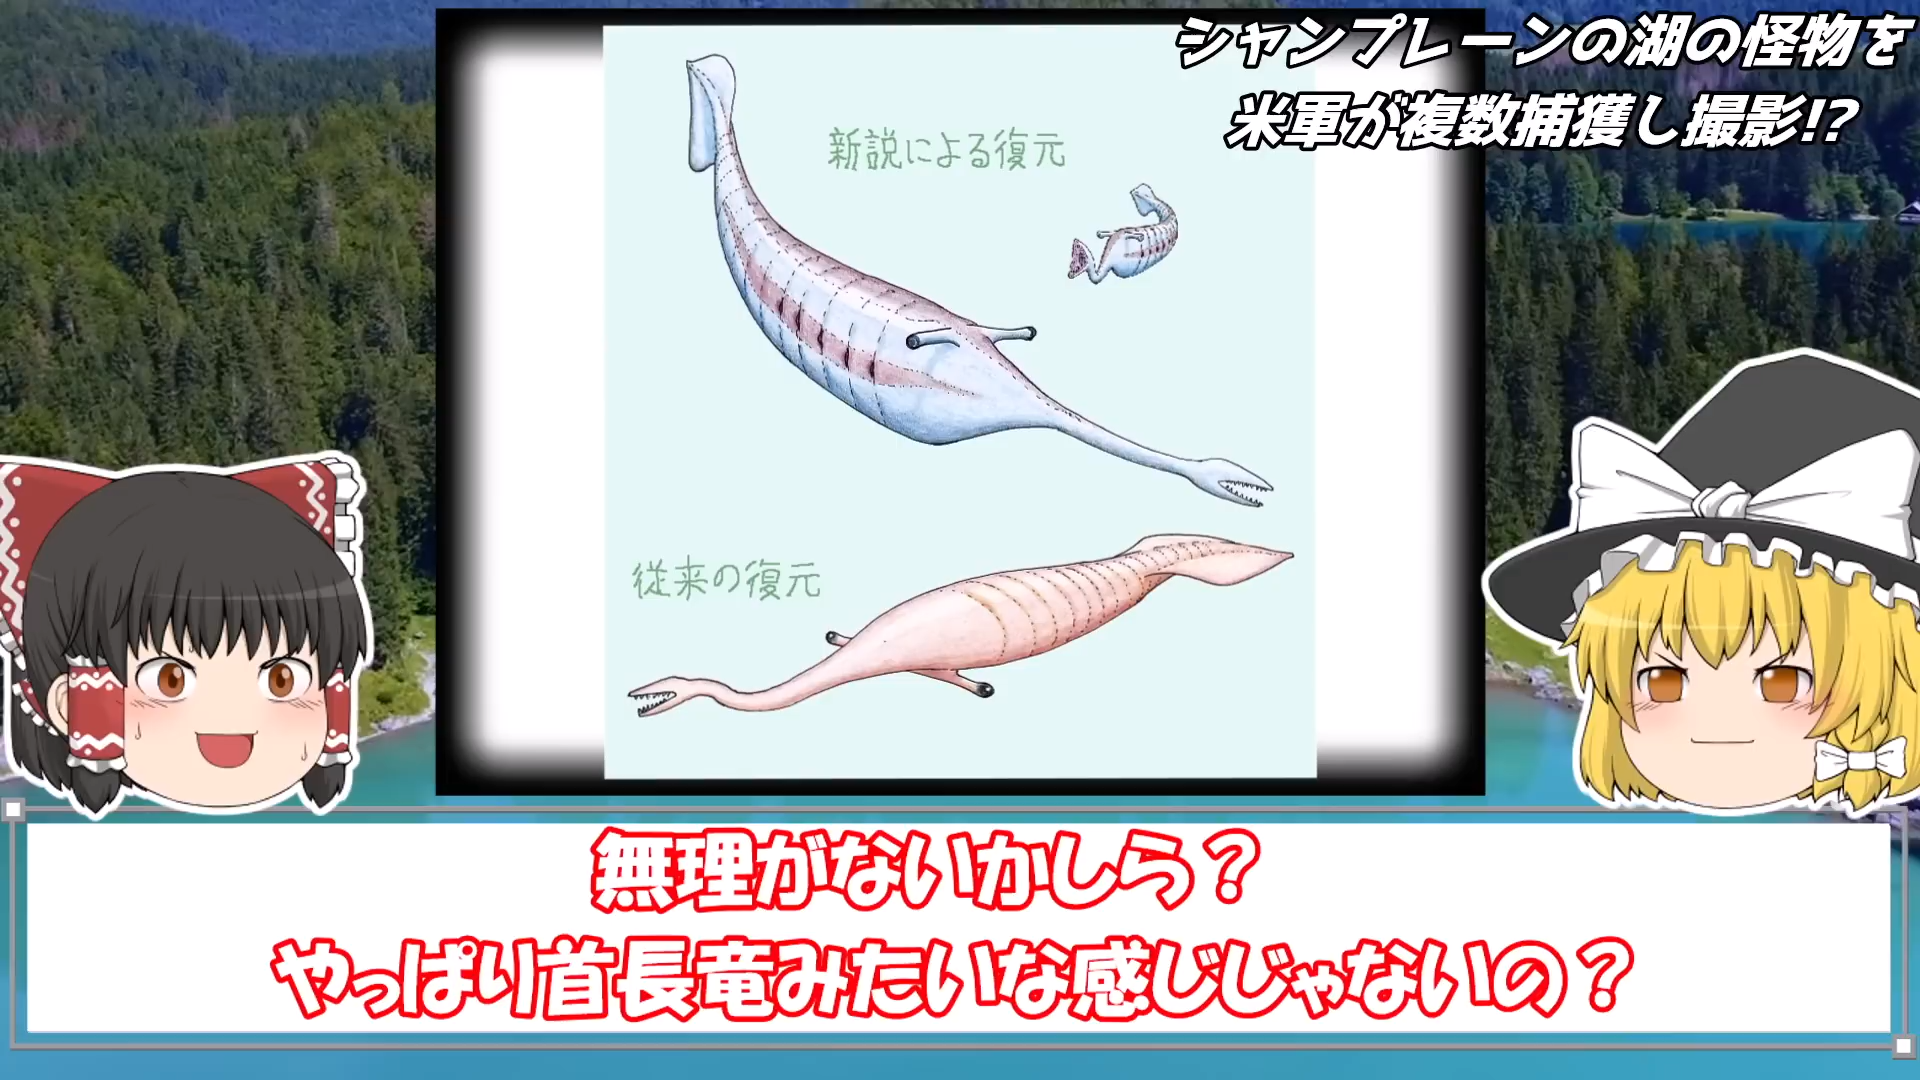 シャンプレーンの湖の怪物を
米軍が複数捕獲し撮影!?
新説による復元
従来の復元
無理がないかしら？
やっぱり首長竜みたいな感じじゃないの？